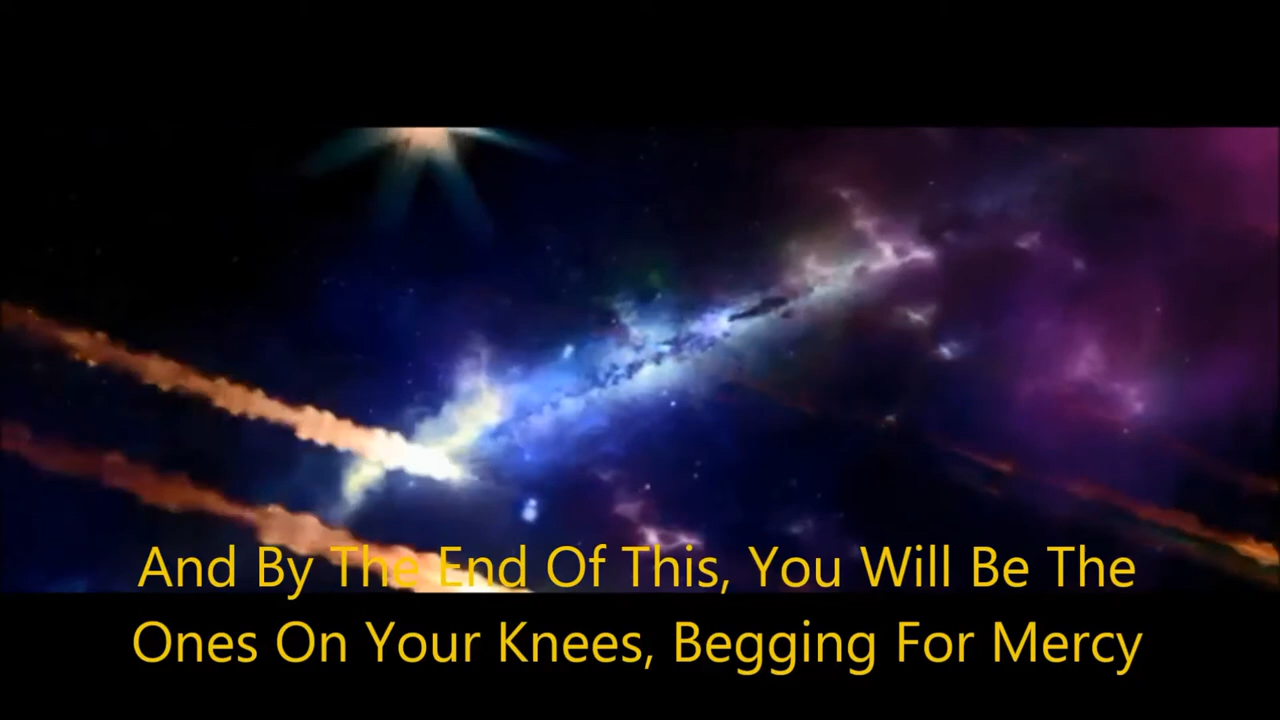 And By The End Of This, You Will Be The
Ones On Your Knees, Begging For Mercy